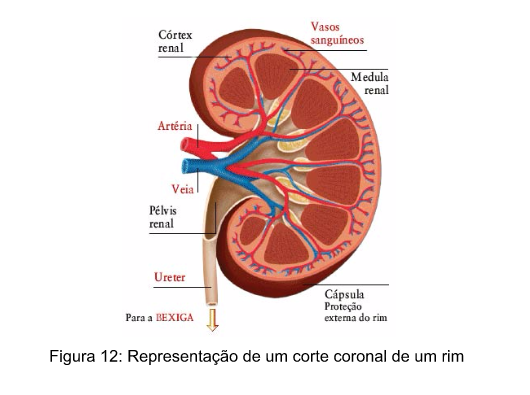 Vasos
sanguíneos
Córtex
renal
Medula
renal
Artéria
Veia
Pélvis
renal
Ureter
Cápsula
Proteção
externa do rim
Para a BEXIGA
Figura 12: Representação de um corte coronal de um rim